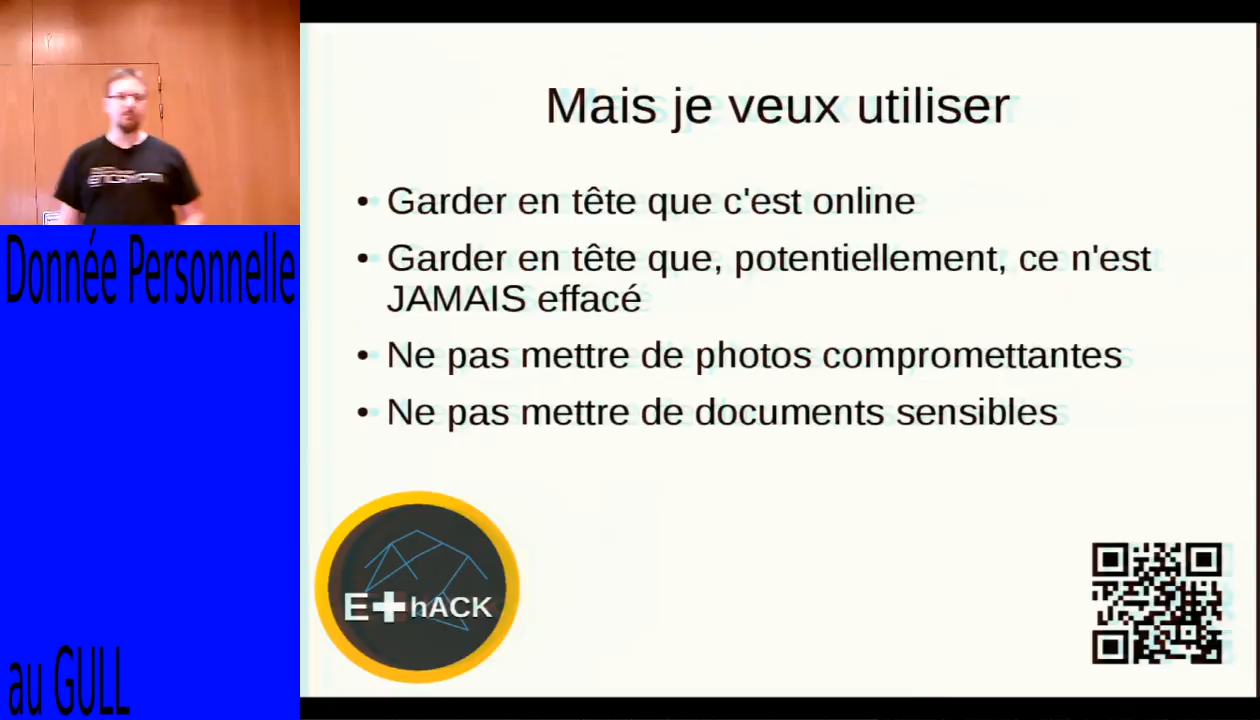 Donnée Personnelle
au GULL
Mais je veux utiliser
• Garder en tête que c'est online
• Garder en tête que, potentiellement, ce n'est
JAMAIS effacé
• Ne pas mettre de photos compromettantes
• Ne pas mettre de documents sensibles
E+hACK